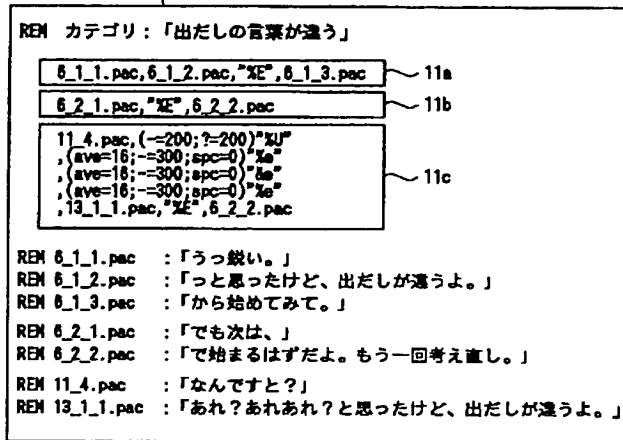 REM カテゴリ：「出だしの言葉が違う」
6_1_1.pac,6_1_2.pac,"%E",6_1_3.pac
11a
6_2_1.pac,"%E",6_2_2.pac
11b
11_4.pac,(-=200;?=200)"%U"
,(ave=16;-=300;spc=0)"%e"
,(ave=16;-=300;spc=0)"&e"
,(ave=16;-=300;spc=0)"%e"
,13_1_1.pac,"%E",6_2_2.pac
11c
REM 6_1_1.pac ：「うっ鋭い。」
REM 6_1_2.pac ：「っと思ったけど、出だしが違うよ。」
REM 6_1_3.pac ：「から始めてみて。」
REM 6_2_1.pac ：「でも次は、」
REM 6_2_2.pac ：「で始まるはずだよ。もう一回考え直し。」
REM 11_4.pac ：「なんですと？」
REM 13_1_1.pac ：「あれ？あれあれ？と思ったけど、出だしが違うよ。」